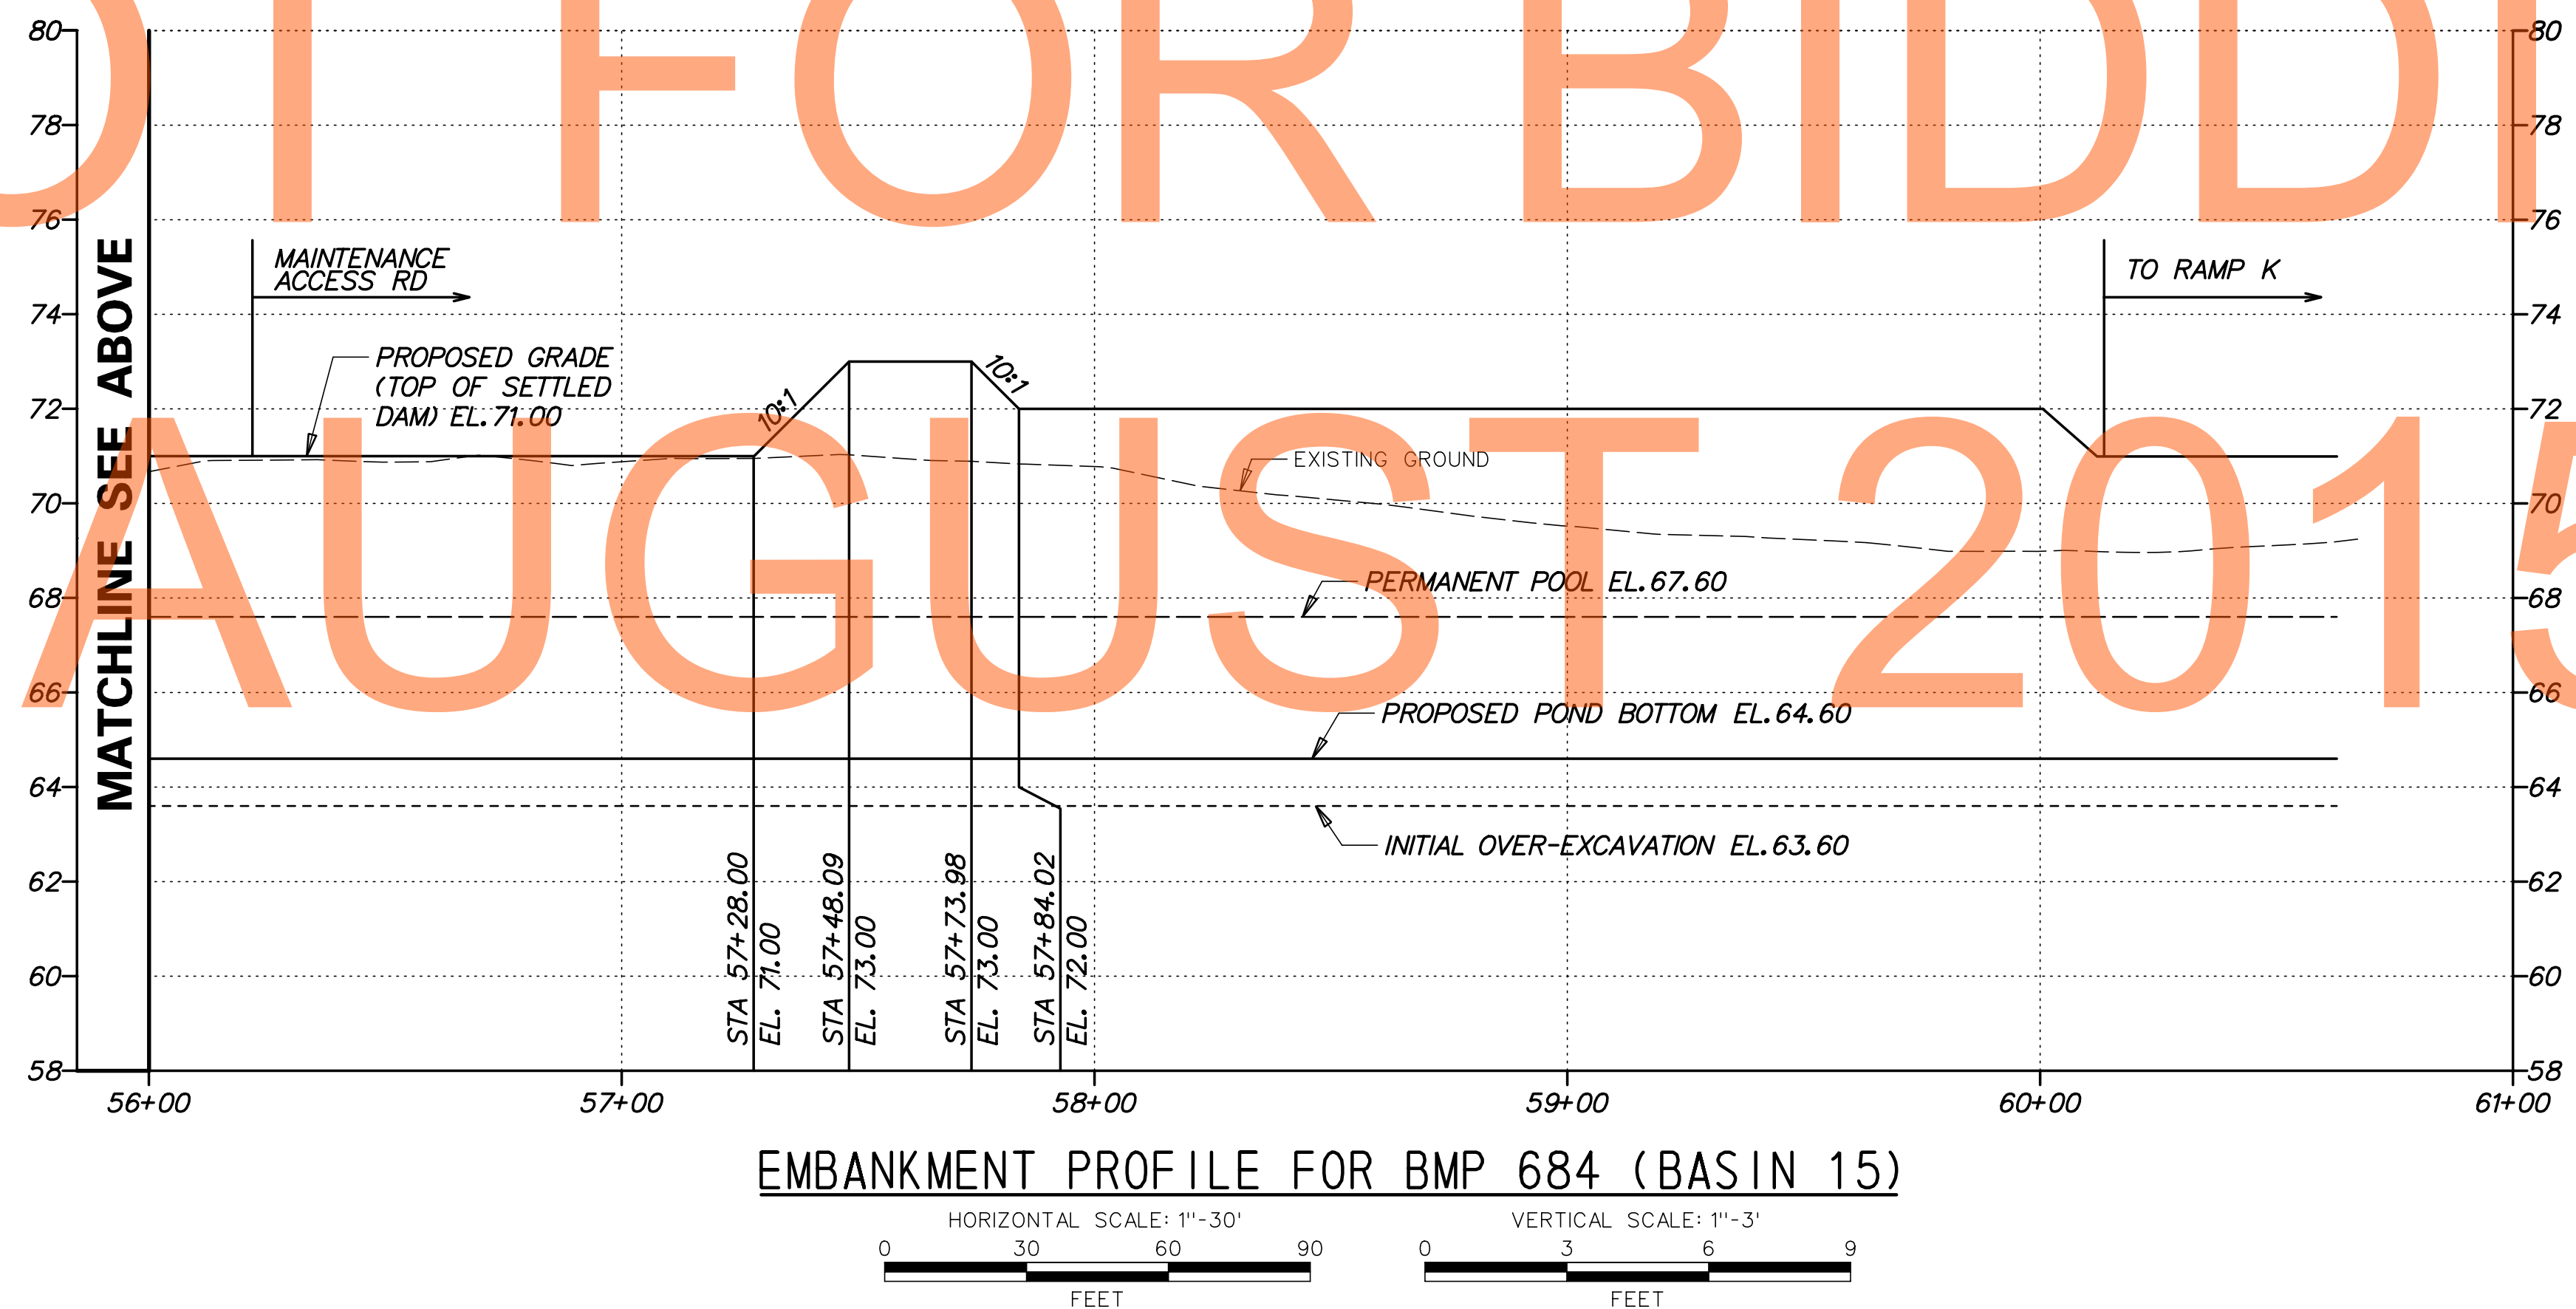 OT FOR BIDDI
AUGUST 2015
80
78
76
74
72
70
68
66
64
62
60
58
MATCHLINE SEE ABOVE
MAINTENANCE
ACCESS RD
PROPOSED GRADE
(TOP OF SETTLED
DAM) EL. 71.00
10:1
10:1
TO RAMP K
EXISTING GROUND
PERMANENT POOL EL. 67.60
PROPOSED POND BOTTOM EL. 64.60
INITIAL OVER-EXCAVATION EL. 63.60
STA 57+28.00
EL. 71.00
STA 57+48.09
EL. 73.00
STA 57+73.98
EL. 73.00
STA 57+84.02
EL. 72.00
80
78
76
74
72
70
68
66
64
62
60
58
56+00 57+00 58+00 59+00 60+00 61+00
EMBANKMENT PROFILE FOR BMP 684 (BASIN 15)
HORIZONTAL SCALE: 1"-30'
0 30 60 90
FEET
VERTICAL SCALE: 1"-3'
0 3 6 9
FEET